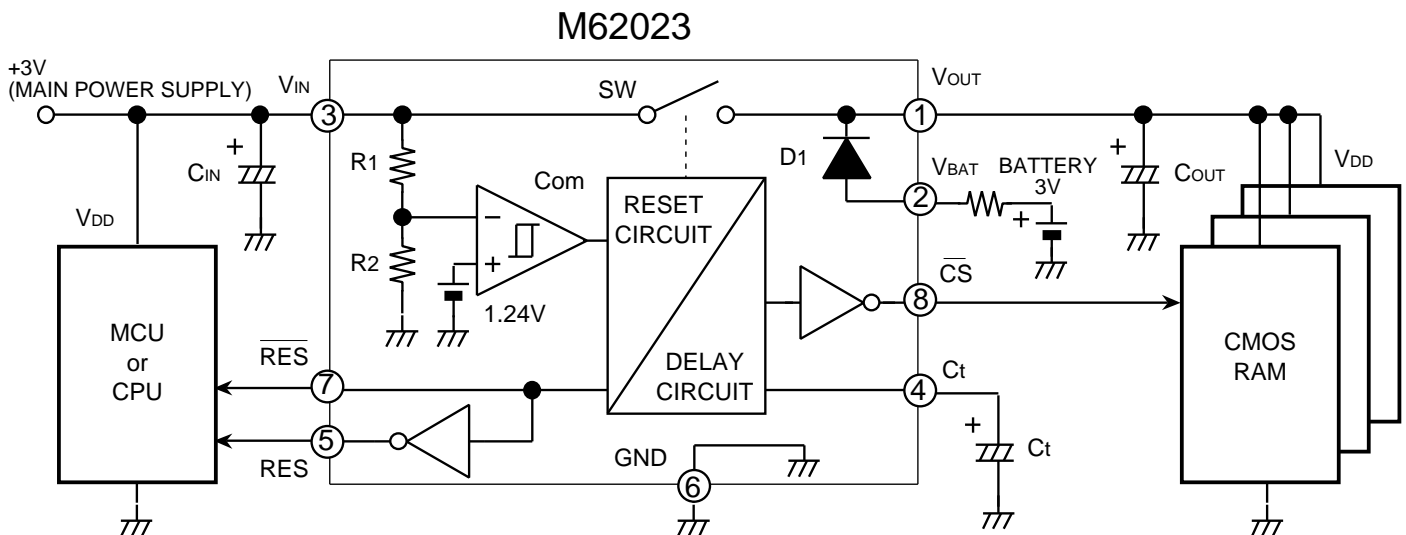 M62023
+3V
(MAIN POWER SUPPLY)
VIN
SW
VOUT
3
1
R1
D1
VBAT
BATTERY
3V
VDD
+
CIN
Com
2
+
+
COUT
RESET
CIRCUIT
VDD
−
R2
+
1.24V
CS
8
MCU
or
CPU
CMOS
RAM
RES
7
DELAY
CIRCUIT
Ct
4
5
RES
GND
+
Ct
6